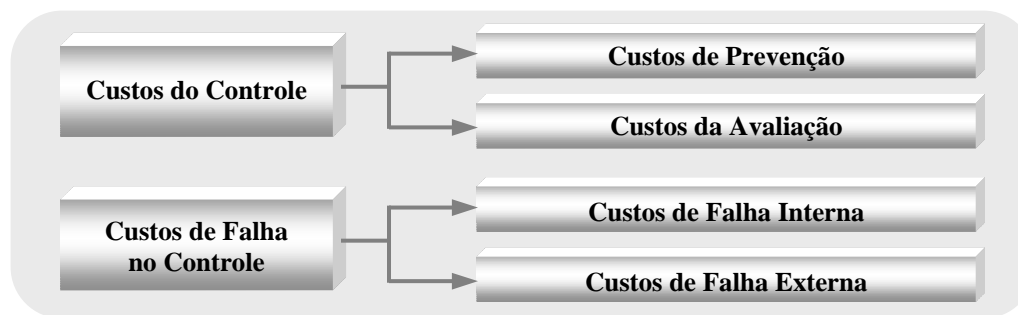 Custos do Controle
Custos de Prevenção
Custos da Avaliação
Custos de Falha
no Controle
Custos de Falha Interna
Custos de Falha Externa